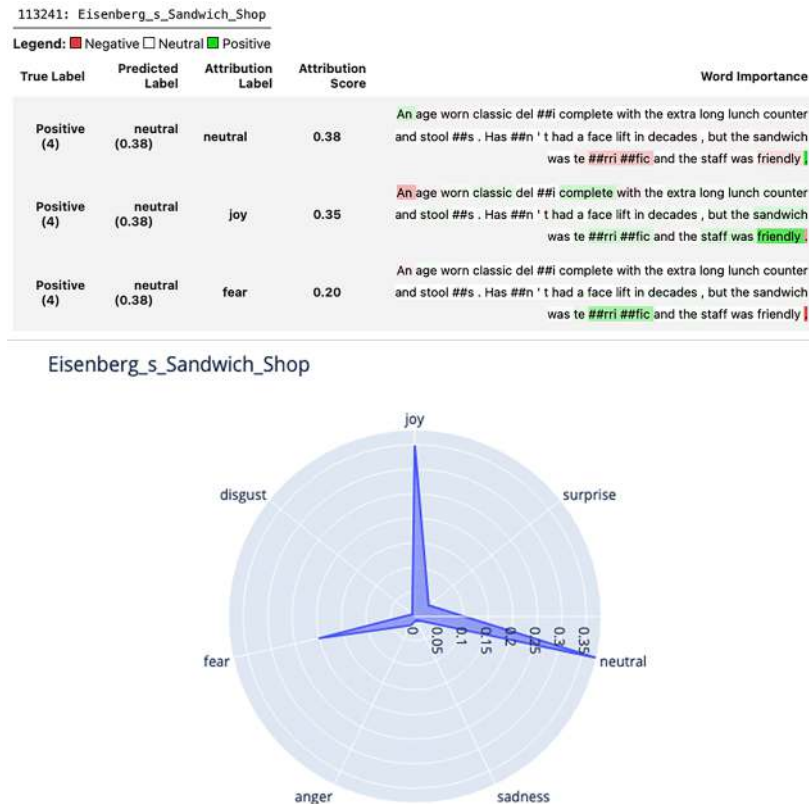 113241: Eisenberg_s_Sandwich_Shop
Legend: Negative Neutral Positive
True Label Predicted Label Attribution Label Attribution Score Word Importance
Positive (4) neutral (0.38) neutral 0.38
An age worn classic del ##i complete with the extra long lunch counter
and stool ##s . Has ##n ' t had a face lift in decades , but the sandwich
was te ##rri ##fic and the staff was friendly .
Positive (4) neutral (0.38) joy 0.35
An age worn classic del ##i complete with the extra long lunch counter
and stool ##s . Has ##n ' t had a face lift in decades , but the sandwich
was te ##rri ##fic and the staff was friendly .
Positive (4) neutral (0.38) fear 0.20
An age worn classic del ##i complete with the extra long lunch counter
and stool ##s . Has ##n ' t had a face lift in decades , but the sandwich
was te ##rri ##fic and the staff was friendly .
Eisenberg_s_Sandwich_Shop
joy
disgust surprise
0 0.05 0.1 0.15 0.2 0.25 0.3 0.35
fear neutral
anger sadness